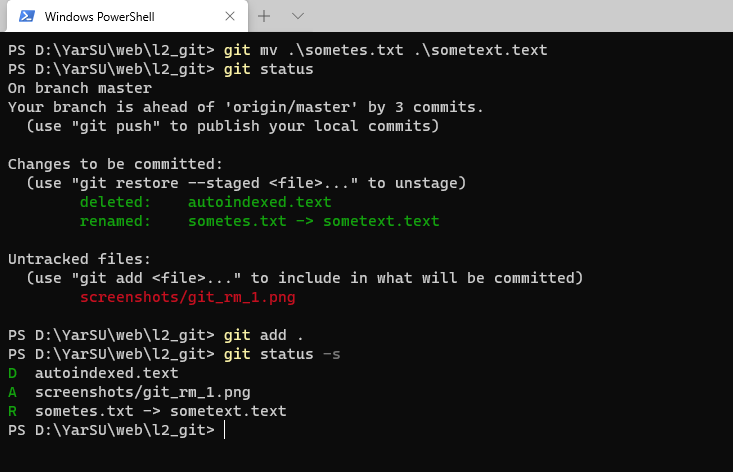 Windows PowerShell
PS D:\YarSU\web\l2_git> git mv .\sometes.txt .\sometext.text
PS D:\YarSU\web\l2_git> git status
On branch master
Your branch is ahead of 'origin/master' by 3 commits.
  (use "git push" to publish your local commits)
Changes to be committed:
  (use "git restore --staged <file>..." to unstage)
        deleted:    autoindexed.text
        renamed:    sometes.txt -> sometext.text
Untracked files:
  (use "git add <file>..." to include in what will be committed)
        screenshots/git_rm_1.png
PS D:\YarSU\web\l2_git> git add .
PS D:\YarSU\web\l2_git> git status -s
D  autoindexed.text
A  screenshots/git_rm_1.png
R  sometes.txt -> sometext.text
PS D:\YarSU\web\l2_git>